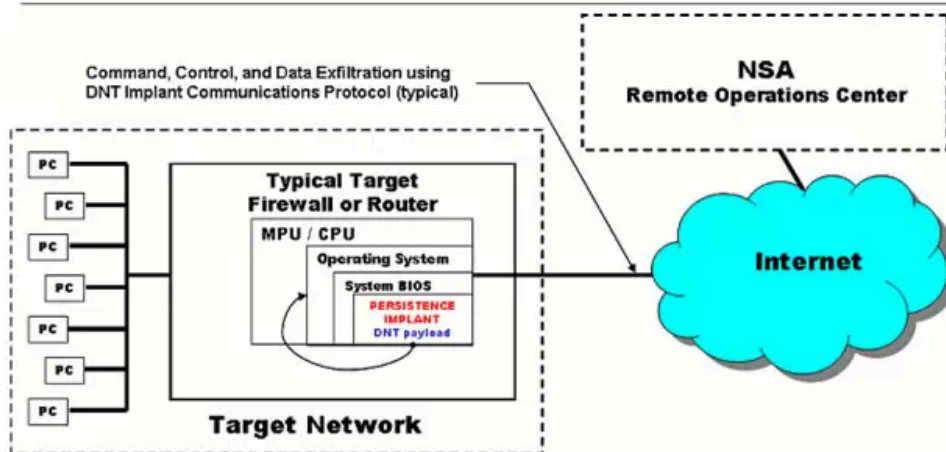 Command, Control, and Data Exfiltration using
DNT Implant Communications Protocol (typical)
NSA
Remote Operations Center
PC
PC
PC
PC
PC
PC
PC
Typical Target
Firewall or Router
MPU / CPU
Operating System
System BIOS
PERSISTENCE
IMPLANT
DNT payload
Internet
Target Network